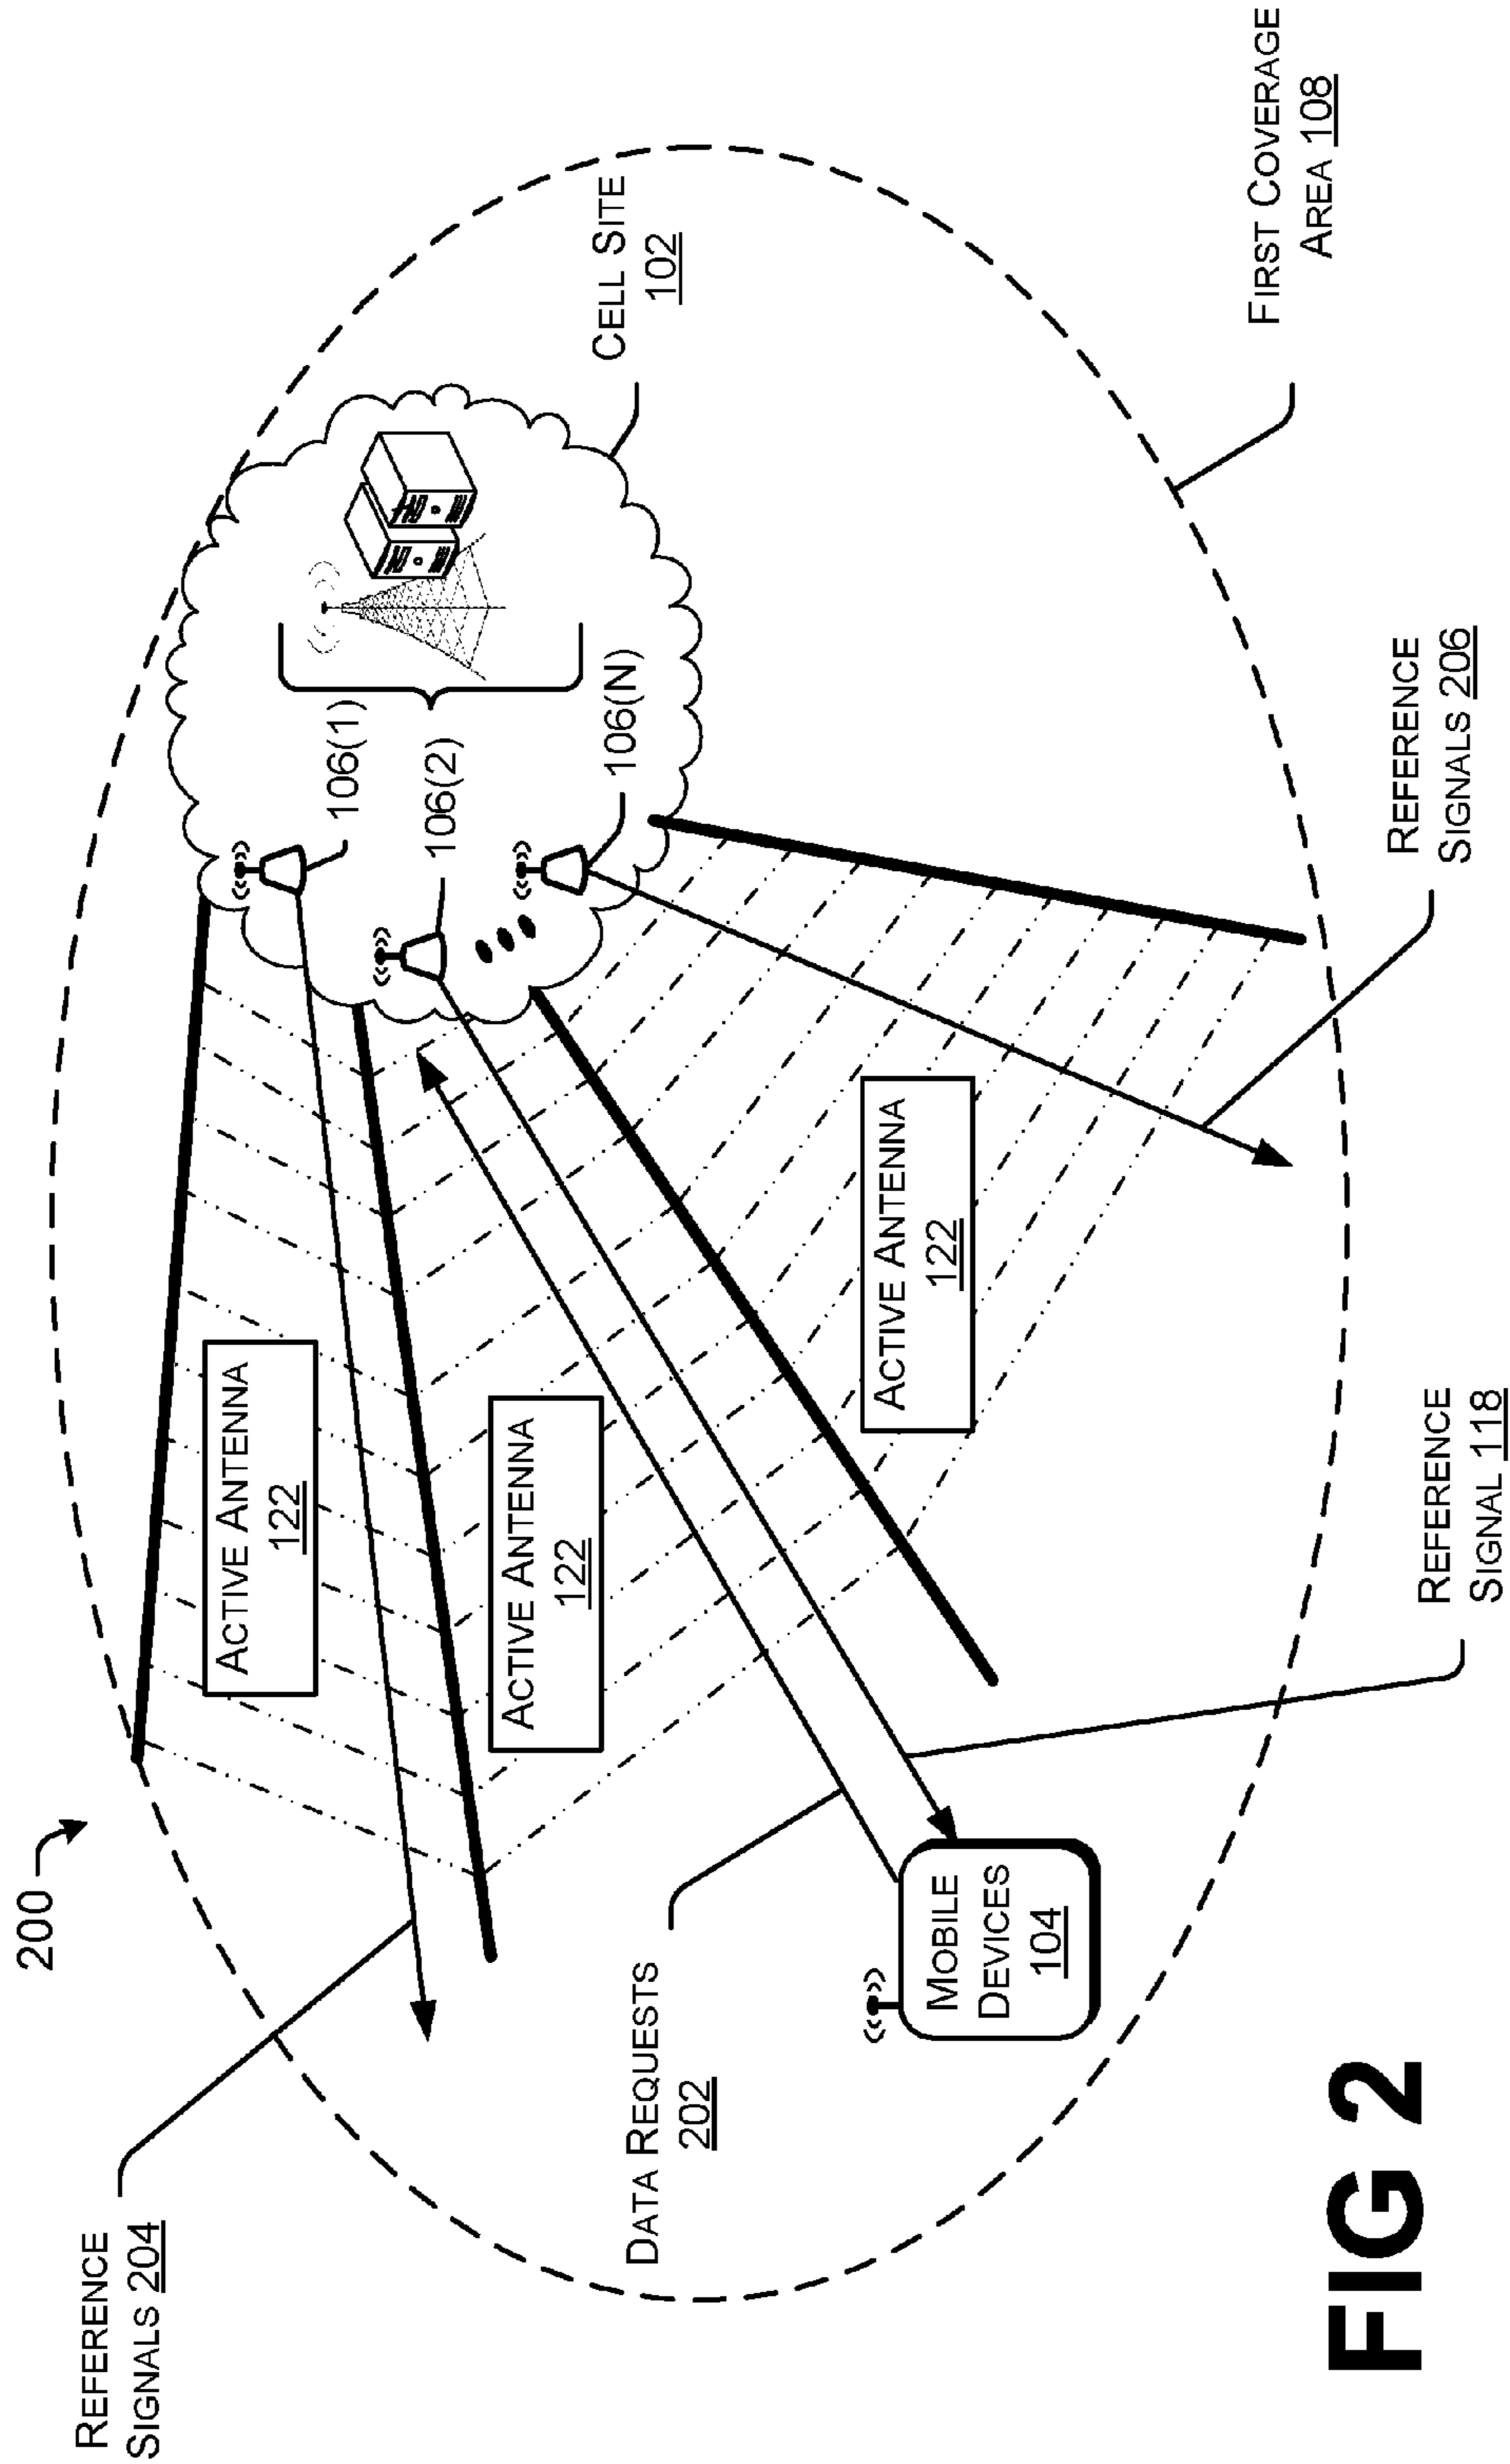 200
REFERENCE
SIGNALS 204
ACTIVE ANTENNA
122
CELL SITE
102
106(1)
106(2)
106(N)
ACTIVE ANTENNA
122
DATA REQUESTS
202
MOBILE
DEVICES
104
ACTIVE ANTENNA
122
FIRST COVERAGE
AREA 108
REFERENCE
SIGNALS 206
REFERENCE
SIGNAL 118
FIG 2